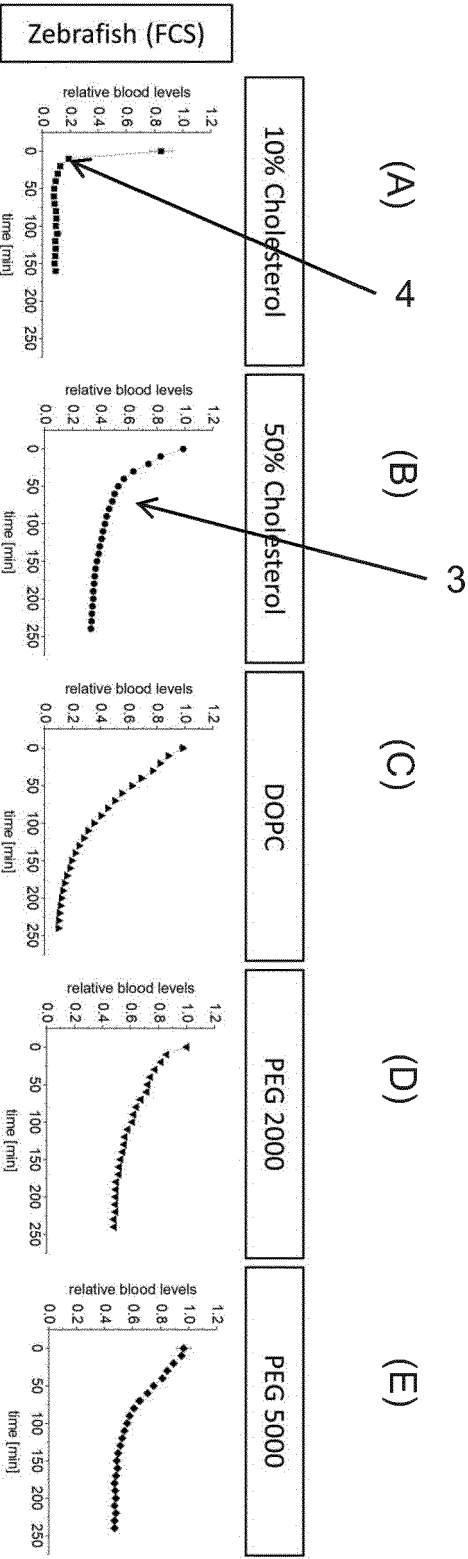 (A)
(B)
(C)
(D)
(E)
4
3
10% Cholesterol
50% Cholesterol
DOPC
PEG 2000
PEG 5000
Zebrafish (FCS)
relative blood levels
1.2
1.0
0.8
0.6
0.4
0.2
0.0
0 50 100 150 200 250
time [min]
relative blood levels
1.2
1.0
0.8
0.6
0.4
0.2
0.0
0 50 100 150 200 250
time [min]
relative blood levels
1.2
1.0
0.8
0.6
0.4
0.2
0.0
0 50 100 150 200 250
time [min]
relative blood levels
1.2
1.0
0.8
0.6
0.4
0.2
0.0
0 50 100 150 200 250
time [min]
relative blood levels
1.2
1.0
0.8
0.6
0.4
0.2
0.0
0 50 100 150 200 250
time [min]